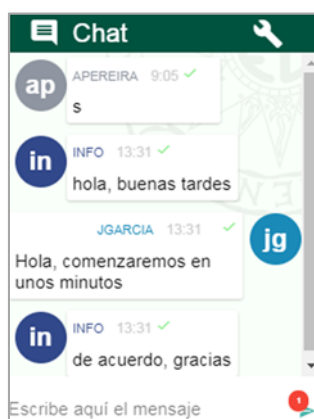 Chat
ap
APEREIRA 9:05
s
in
INFO 13:31
hola, buenas tardes
JGARCIA 13:31
jg
Hola, comenzaremos en
unos minutos
in
INFO 13:31
de acuerdo, gracias
Escribe aquí el mensaje
1